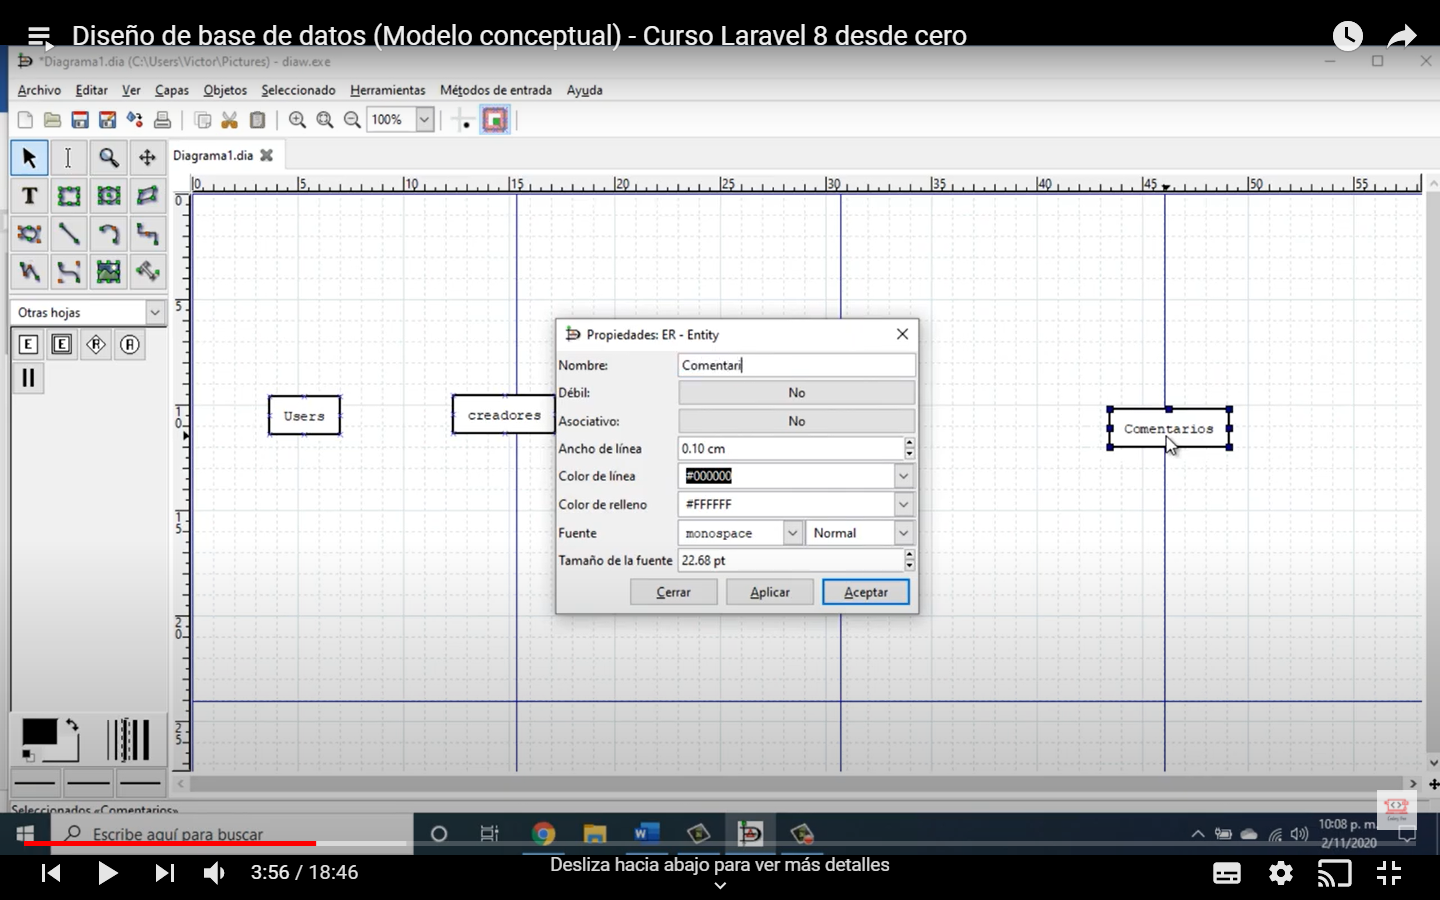 Diseño de base de datos (Modelo conceptual) - Curso Laravel 8 desde cero
*Diagrama1.dia (C:\Users\Victor\Pictures) - diaw.exe
Archivo Editar Ver Capas Objetos Seleccionado Herramientas Métodos de entrada Ayuda
100%
Diagrama1.dia
0 5 10 15 20 25 30 35 40 45 50 55
T
Otras hojas
E E R A
0
5
10
15
20
25
Users
creadores
Comentarios
Propiedades: ER - Entity
Nombre: Comentari
Débil: No
Asociativo: No
Ancho de línea 0.10 cm
Color de línea #000000
Color de relleno #FFFFFF
Fuente monospace Normal
Tamaño de la fuente 22.68 pt
Cerrar Aplicar Aceptar
Seleccionados «Comentarios»
Escribe aquí para buscar
10:08 p. m.
2/11/2020
3:56 / 18:46
Desliza hacia abajo para ver más detalles